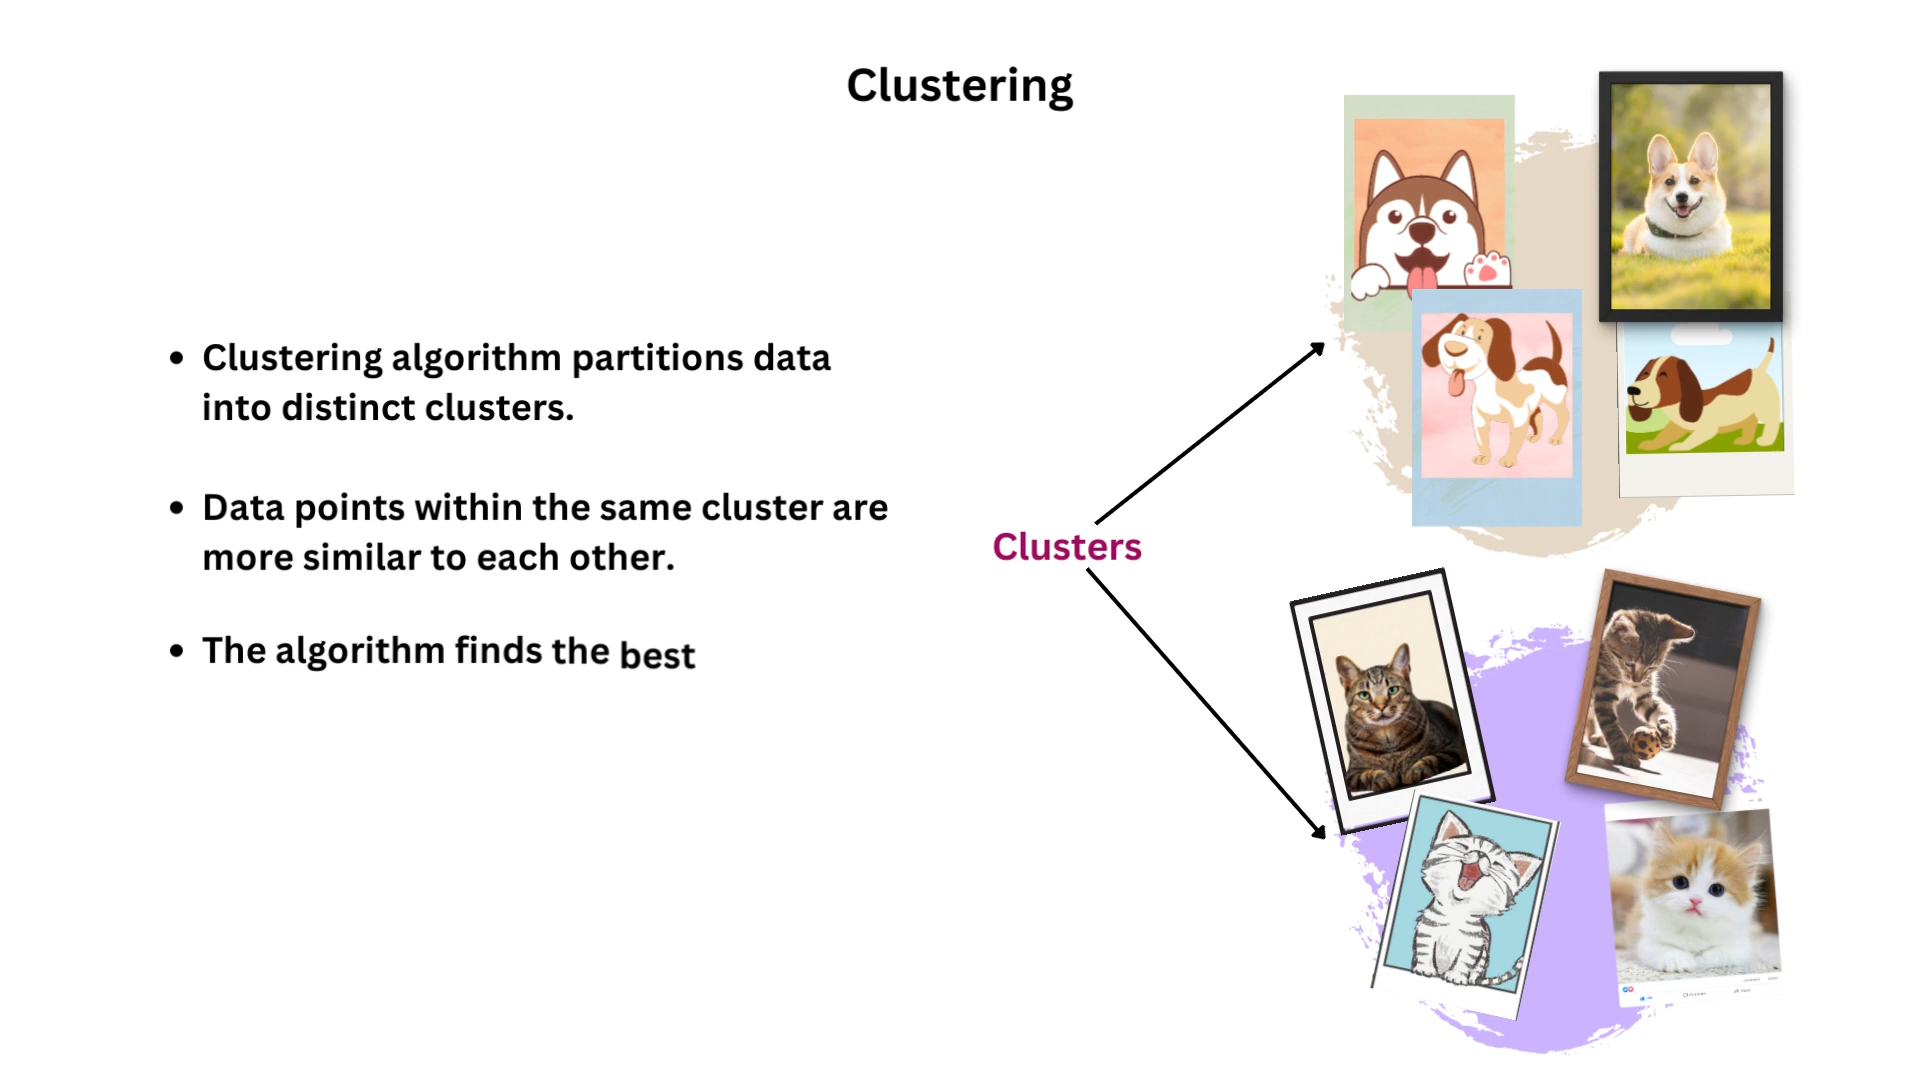 Clustering
• Clustering algorithm partitions data
into distinct clusters.
• Data points within the same cluster are
more similar to each other.
• The algorithm finds the best
Clusters